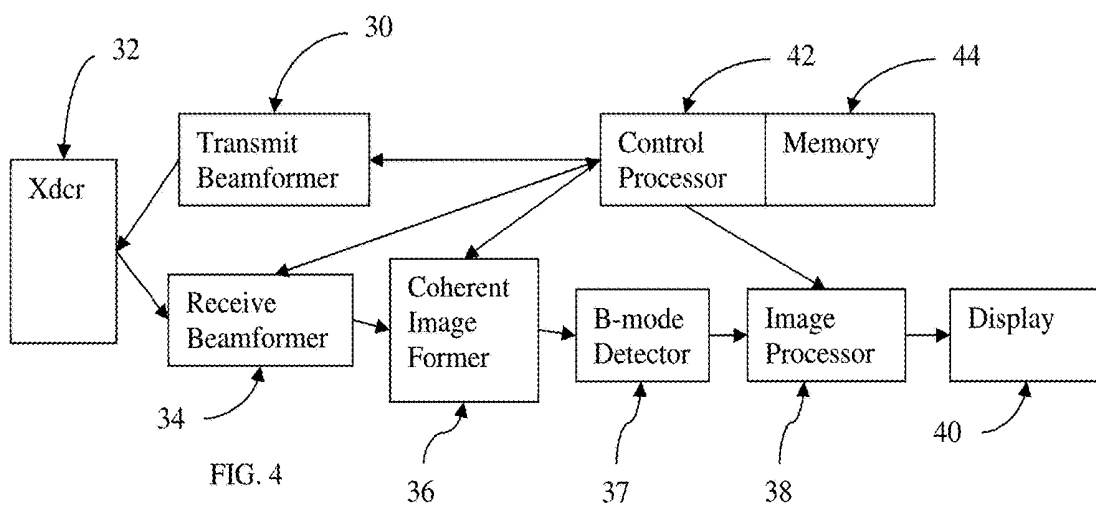 32
30
42
44
Xdcr
Transmit
Beamformer
Control
Processor
Memory
Receive
Beamformer
Coherent
Image
Former
B-mode
Detector
Image
Processor
Display
34
36
37
38
40
FIG. 4